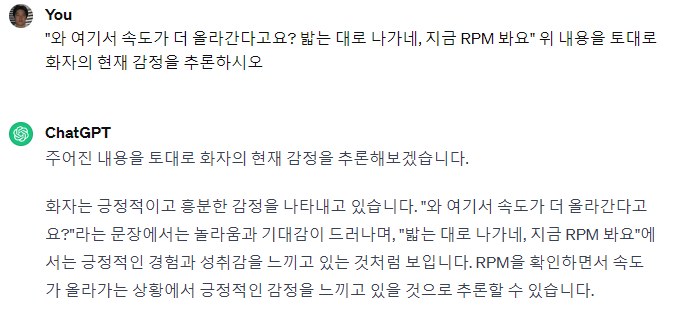 You
"와 여기서 속도가 더 올라간다고요? 밟는 대로 나가네, 지금 RPM 봐요" 위 내용을 토대로
화자의 현재 감정을 추론하시오
ChatGPT
주어진 내용을 토대로 화자의 현재 감정을 추론해보겠습니다.
화자는 긍정적이고 흥분한 감정을 나타내고 있습니다. "와 여기서 속도가 더 올라간다고
요?"라는 문장에서는 놀라움과 기대감이 드러나며, "밟는 대로 나가네, 지금 RPM 봐요"에
서는 긍정적인 경험과 성취감을 느끼고 있는 것처럼 보입니다. RPM을 확인하면서 속도
가 올라가는 상황에서 긍정적인 감정을 느끼고 있을 것으로 추론할 수 있습니다.